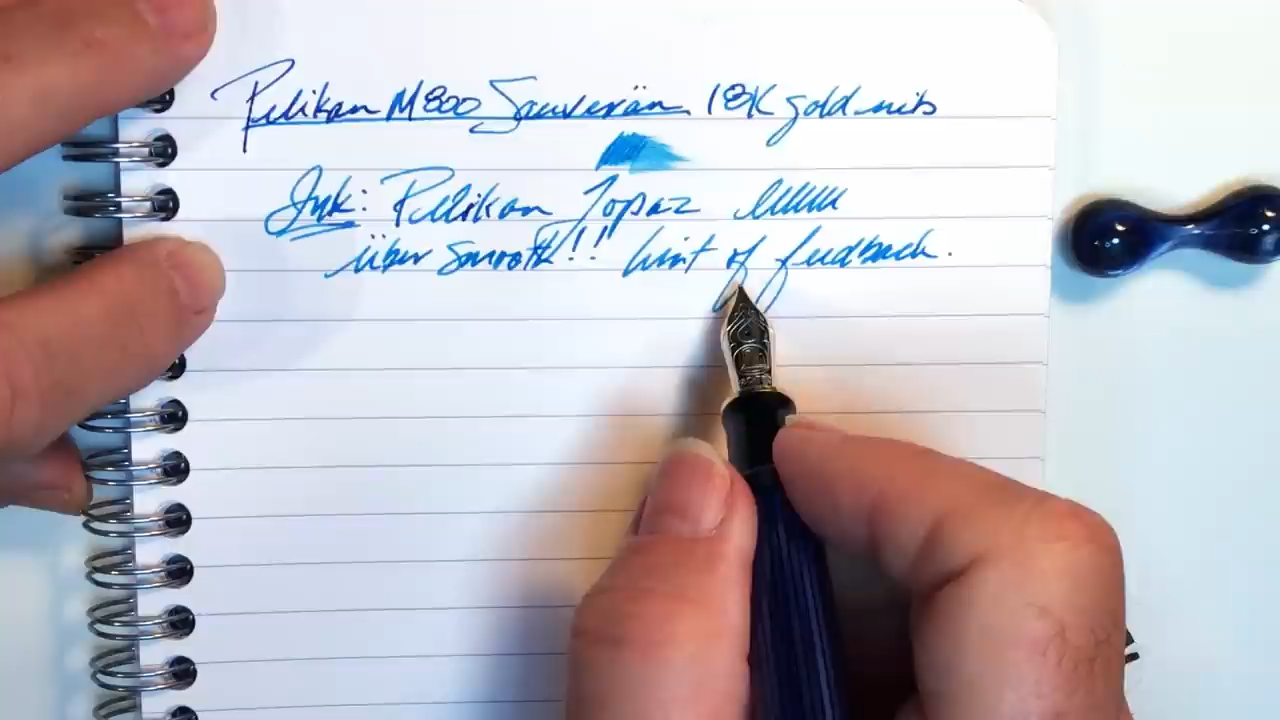 Pelikan M800 Souverän 18K gold nib
Ink: Pelikan Topaz
über smooth!! hint of feedback.